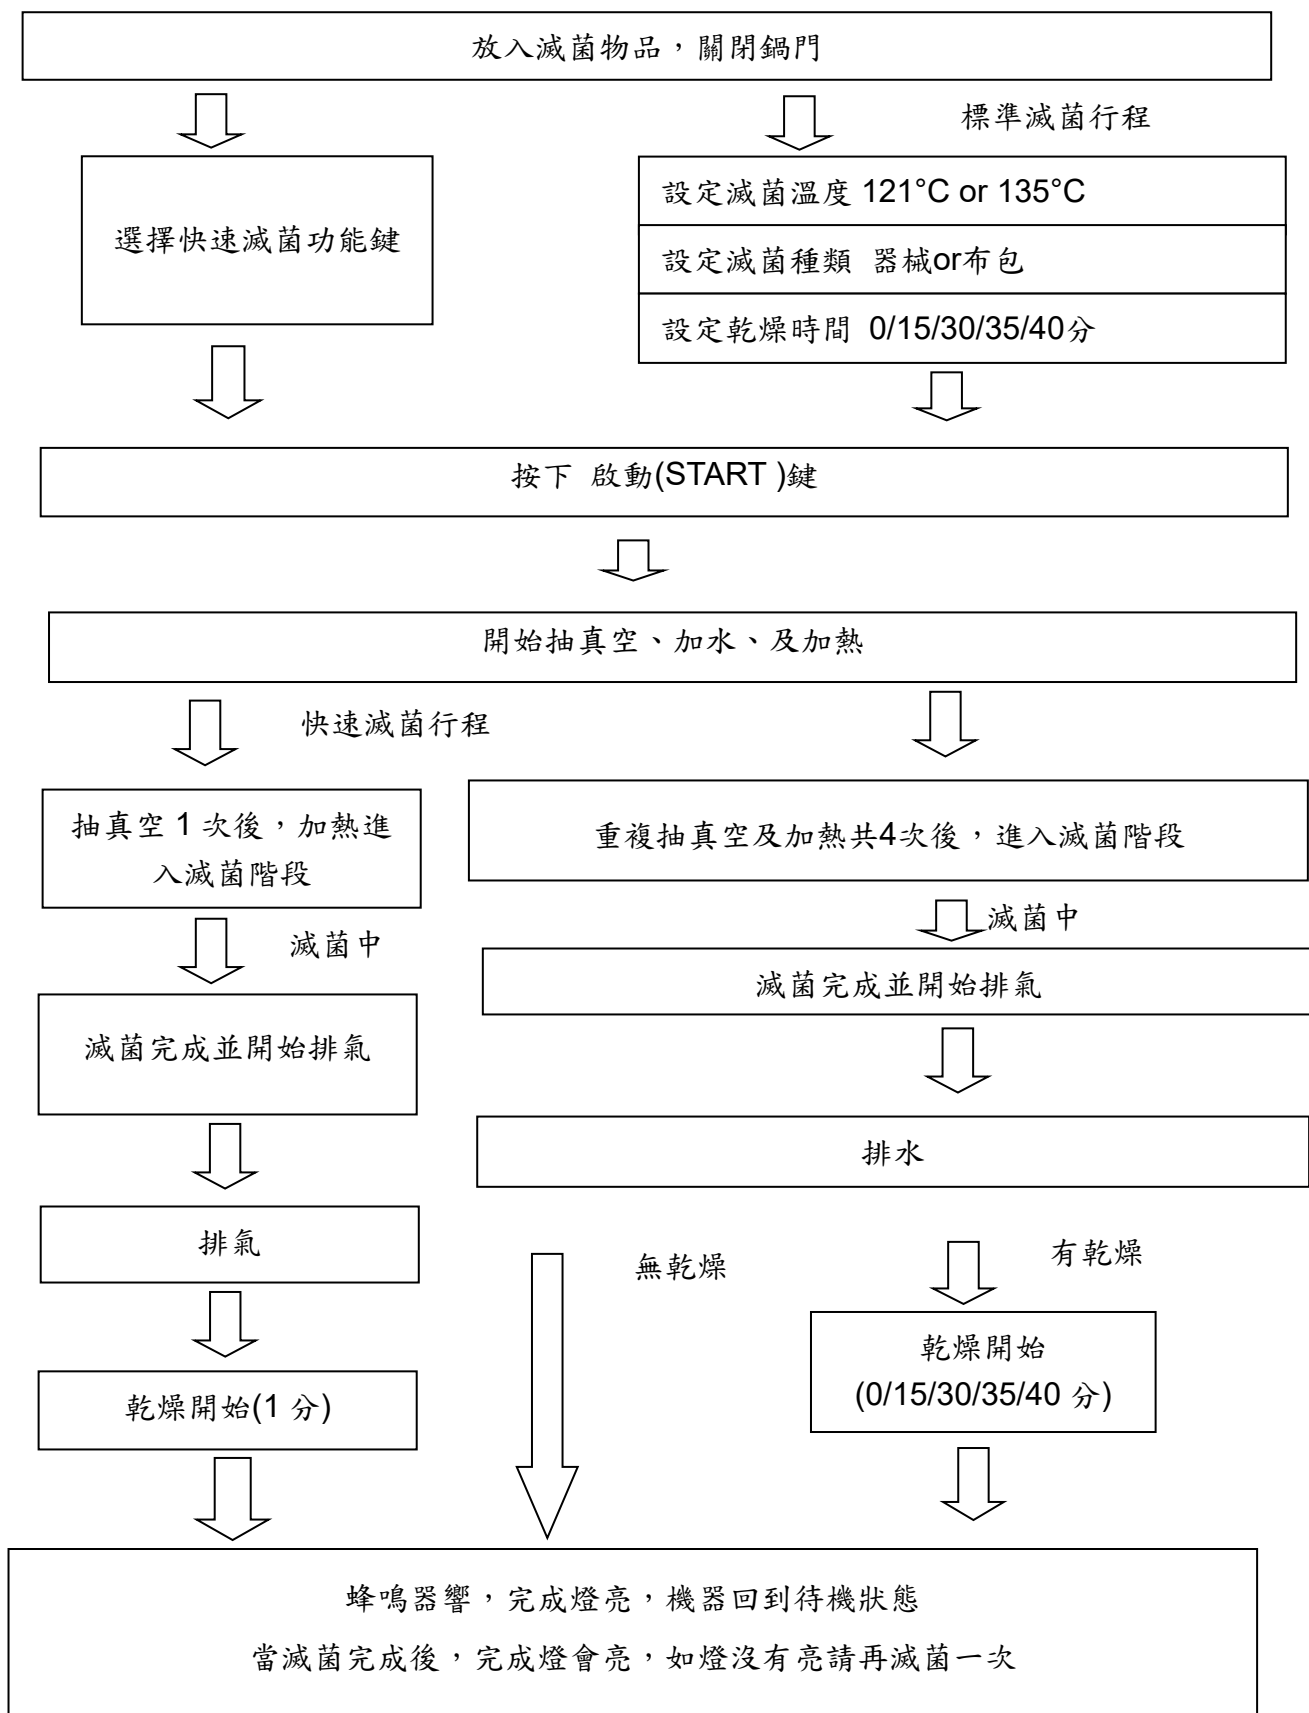 放入滅菌物品，關閉鍋門
標準滅菌行程
選擇快速滅菌功能鍵
設定滅菌溫度 121°C or 135°C
設定滅菌種類 器械or布包
設定乾燥時間 0/15/30/35/40分
按下 啟動(START )鍵
開始抽真空、加水、及加熱
快速滅菌行程
抽真空 1 次後，加熱進
入滅菌階段
重複抽真空及加熱共4次後，進入滅菌階段
滅菌中
滅菌中
滅菌完成並開始排氣
滅菌完成並開始排氣
排水
排氣
無乾燥
有乾燥
乾燥開始(1 分)
乾燥開始
(0/15/30/35/40 分)
蜂鳴器響，完成燈亮，機器回到待機狀態
當滅菌完成後，完成燈會亮，如燈沒有亮請再滅菌一次